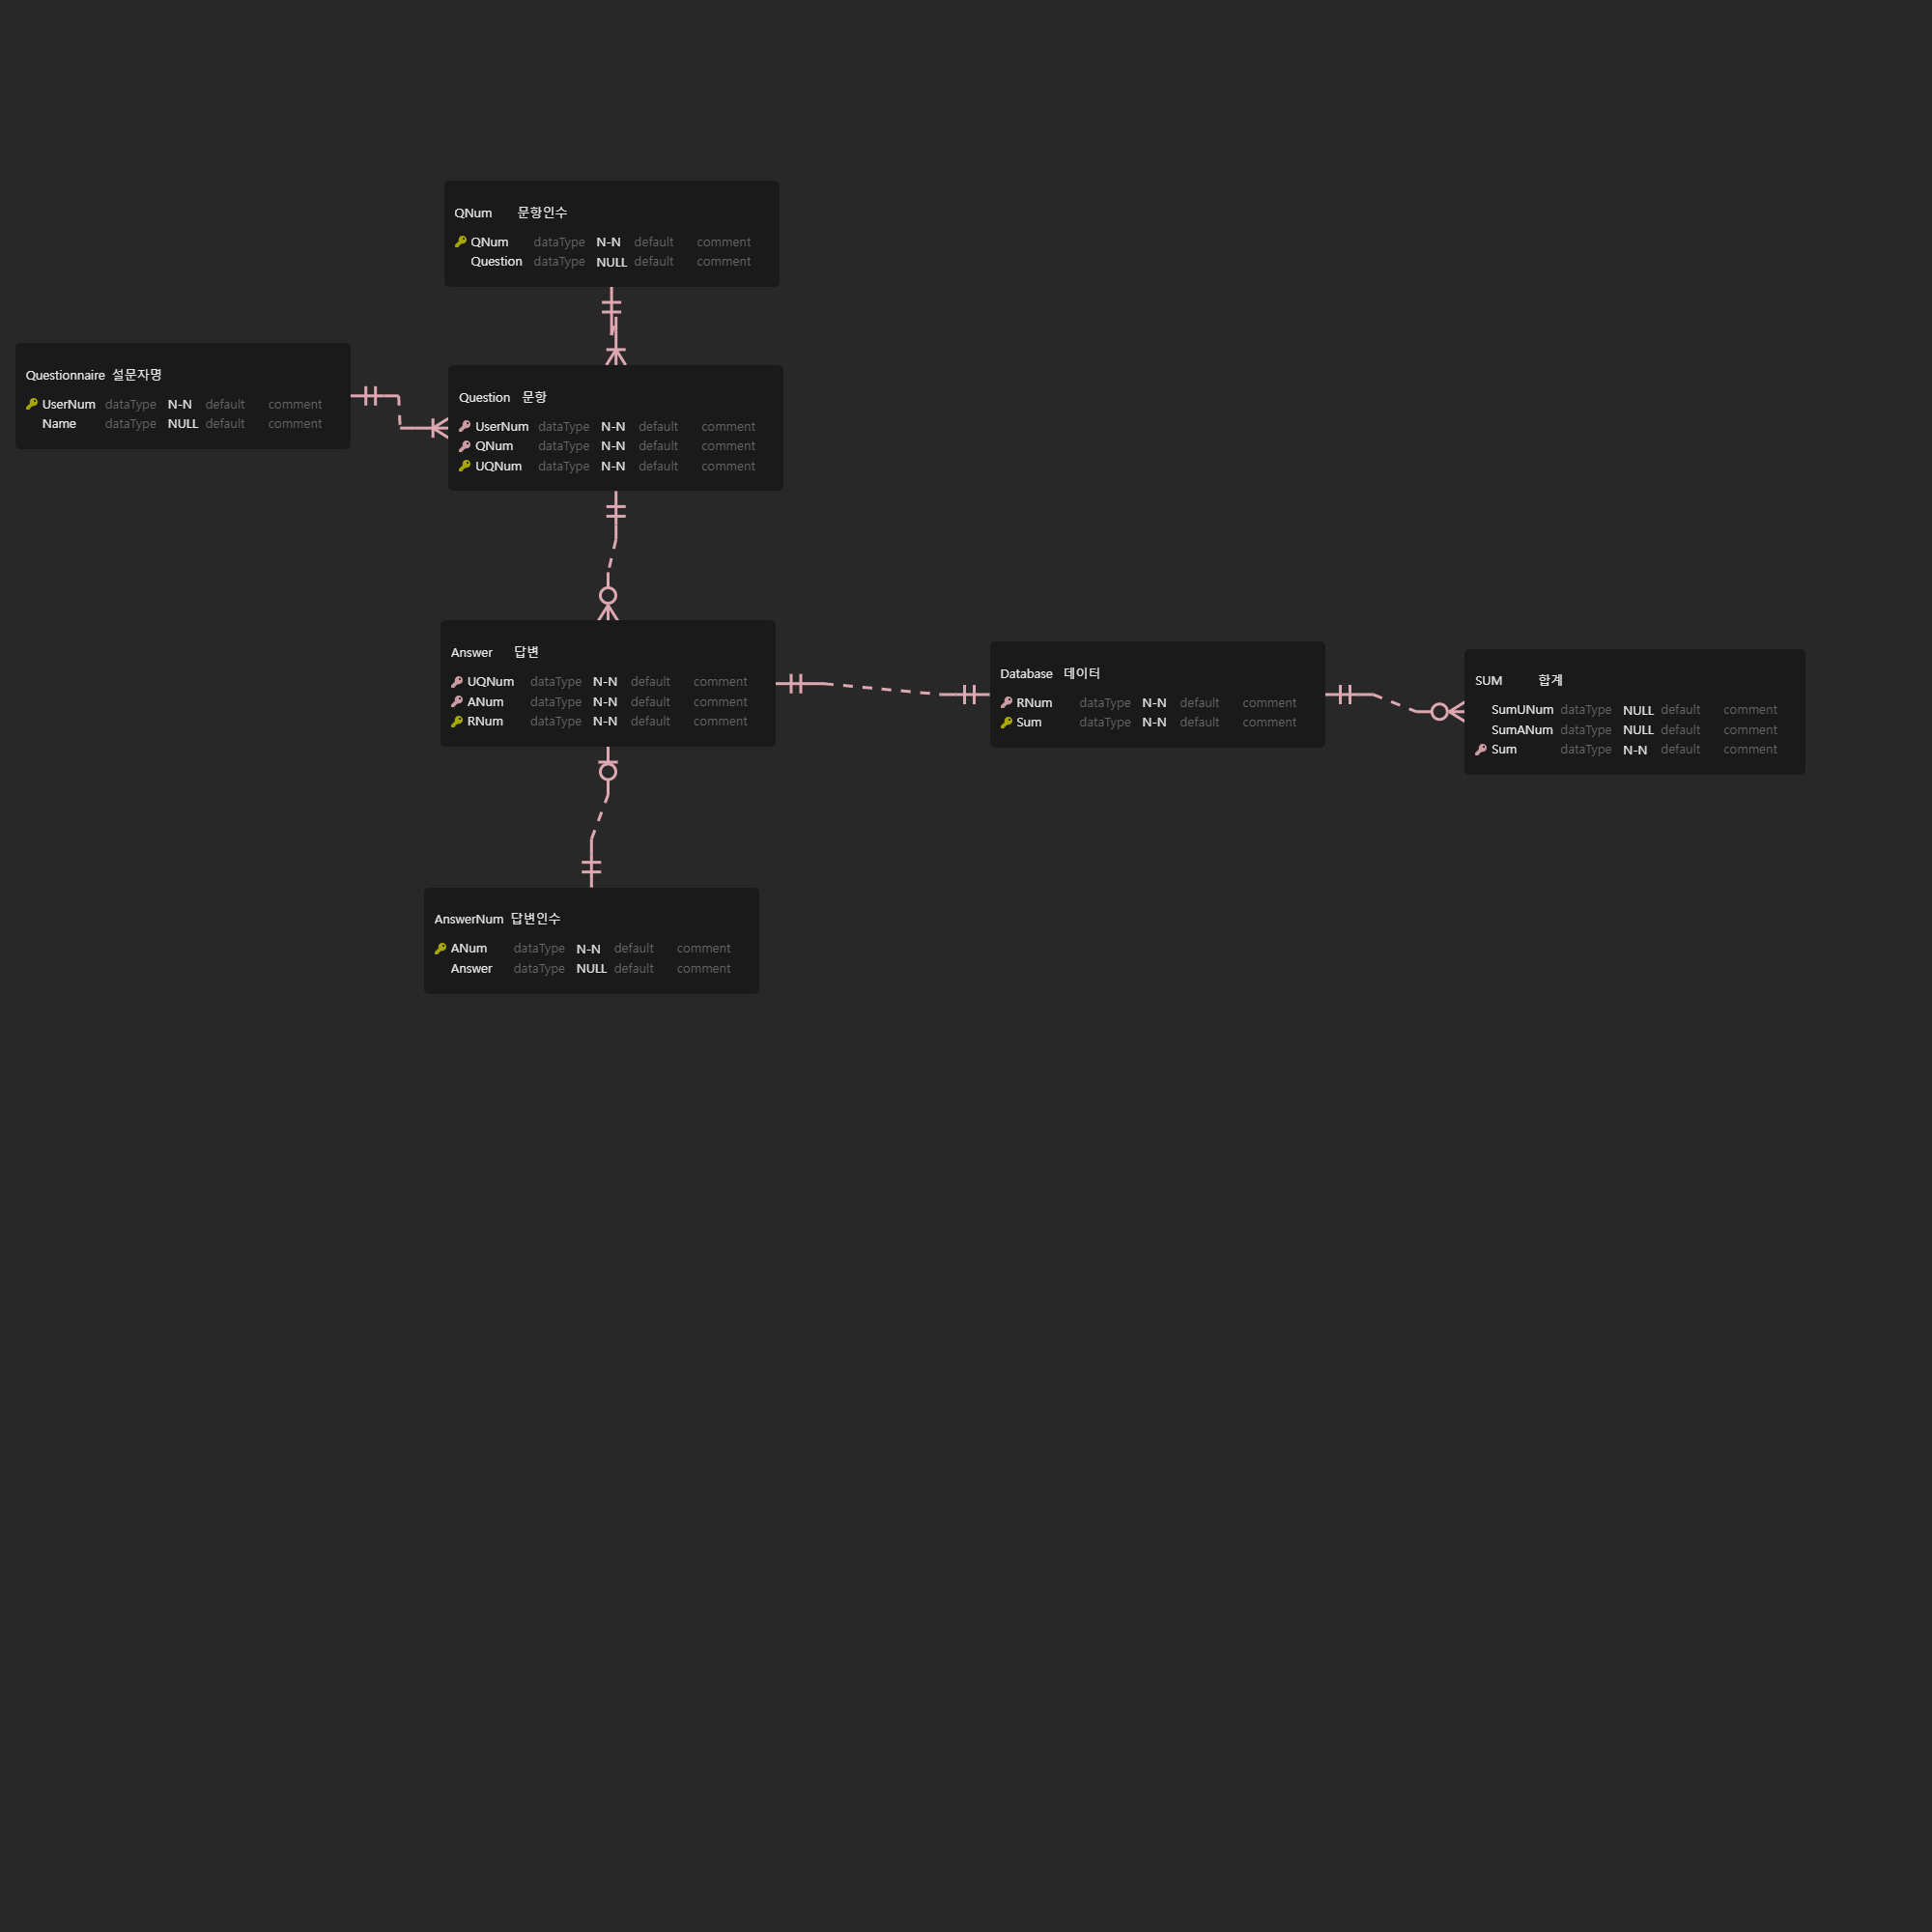 QNum 문항인수
QNum dataType N-N default comment
Question dataType NULL default comment
Questionnaire 설문자명
UserNum dataType N-N default comment
Name dataType NULL default comment
Question 문항
UserNum dataType N-N default comment
QNum dataType N-N default comment
UQNum dataType N-N default comment
Answer 답변
UQNum dataType N-N default comment
ANum dataType N-N default comment
RNum dataType N-N default comment
Database 데이터
RNum dataType N-N default comment
Sum dataType N-N default comment
SUM 합계
SumUNum dataType NULL default comment
SumANum dataType NULL default comment
Sum dataType N-N default comment
AnswerNum 답변인수
ANum dataType N-N default comment
Answer dataType NULL default comment